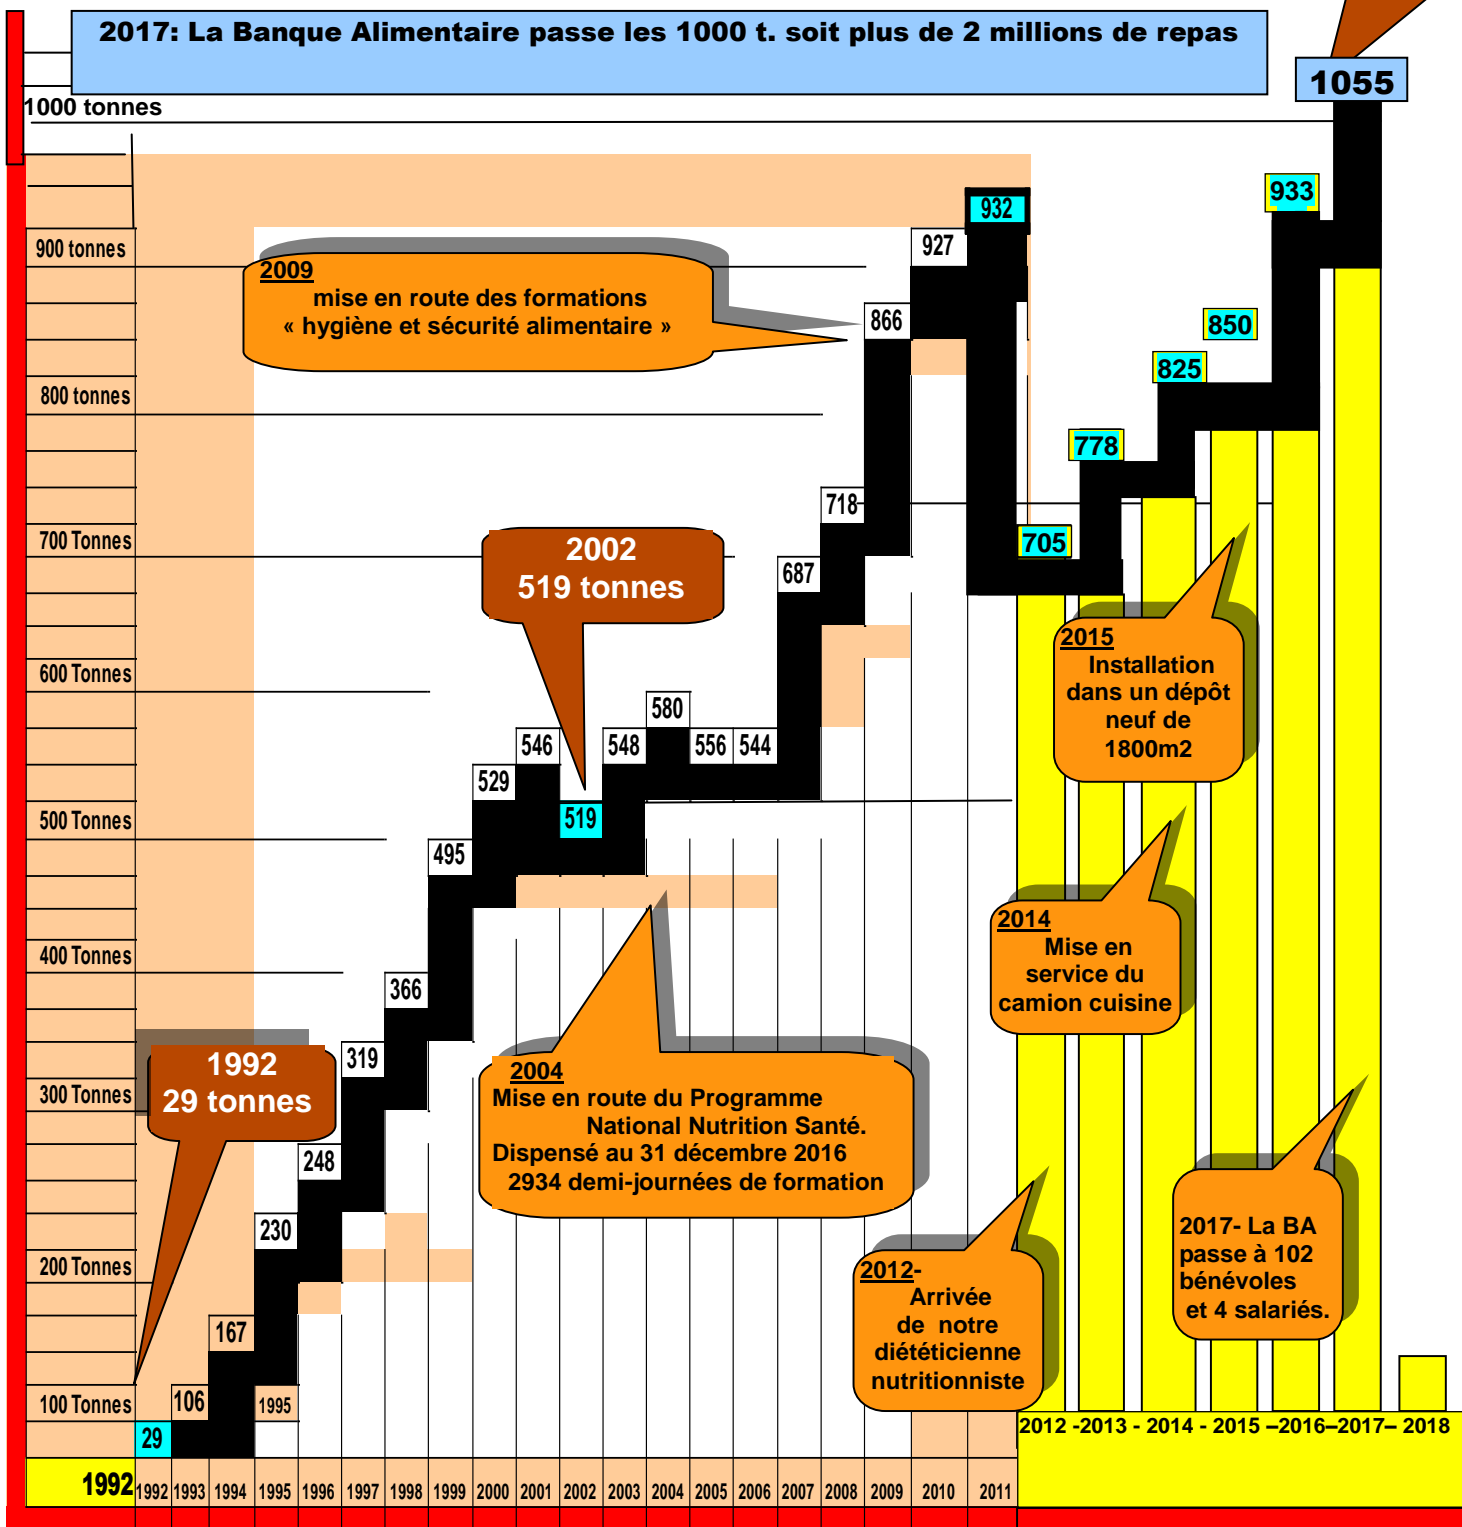 2017: La Banque Alimentaire passe les 1000 t. soit plus de 2 millions de repas
1055
1000 tonnes
933
932
900 tonnes
927
2009
mise en route des formations
« hygiène et sécurité alimentaire »
866
850
825
800 tonnes
778
718
705
700 Tonnes
2002
519 tonnes
687
2015
Installation
dans un dépôt
neuf de
1800m2
600 Tonnes
580
546
548
556
544
529
519
500 Tonnes
495
2014
Mise en
service du
camion cuisine
400 Tonnes
366
319
1992
29 tonnes
2004
Mise en route du Programme
National Nutrition Santé.
Dispensé au 31 décembre 2016
2934 demi-journées de formation
300 Tonnes
248
230
2017- La BA
passe à 102
bénévoles
et 4 salariés.
200 Tonnes
2012-
Arrivée
de notre
diététicienne
nutritionniste
167
100 Tonnes
106
1995
29
2012 -2013 - 2014 - 2015 –2016–2017– 2018
1992
1992 1993 1994 1995 1996 1997 1998 1999 2000 2001 2002 2003 2004 2005 2006 2007 2008 2009 2010 2011